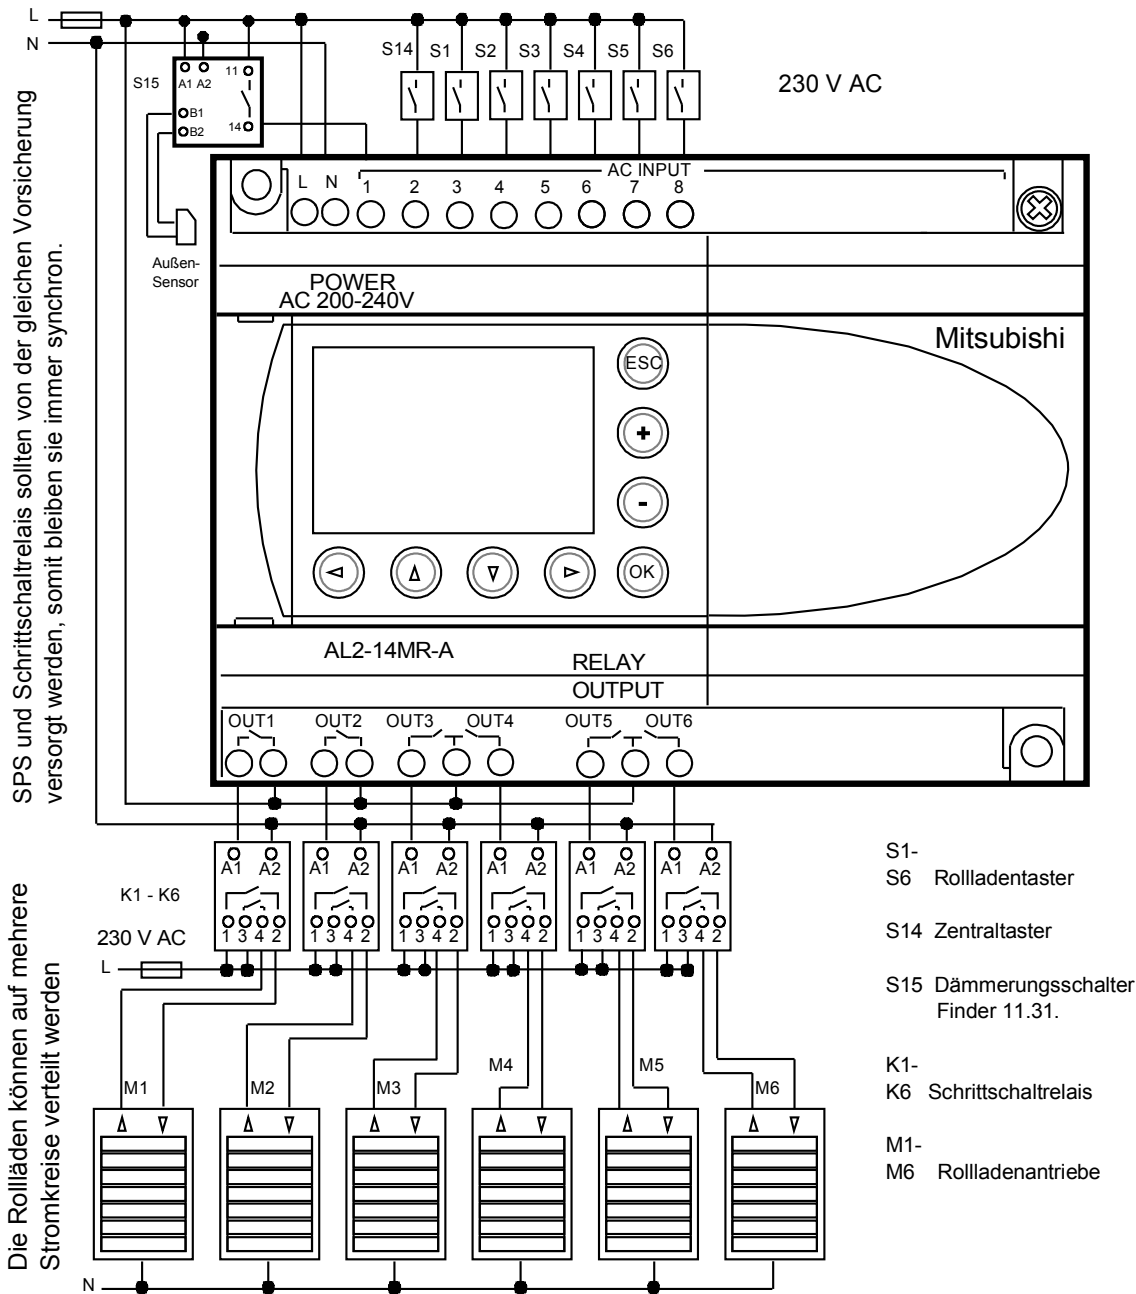 L
N
S15
A1 A2
11
B1
B2
14
Außen-
Sensor
S14 S1 S2 S3 S4 S5 S6
230 V AC
AC INPUT
L N 1 2 3 4 5 6 7 8
POWER
AC 200-240V
Mitsubishi
ESC
+
-
OK
AL2-14MR-A
RELAY
OUTPUT
OUT1 OUT2 OUT3 OUT4 OUT5 OUT6
A1 A2 A1 A2 A1 A2 A1 A2 A1 A2 A1 A2
K1 - K6
1 3 4 2 1 3 4 2 1 3 4 2 1 3 4 2 1 3 4 2 1 3 4 2
230 V AC
L
M1 M2 M3 M4 M5 M6
N
SPS und Schrittschaltrelais sollten von der gleichen Vorsicherung
versorgt werden, somit bleiben sie immer synchron.
Die Rollläden können auf mehrere
Stromkreise verteilt werden
S1-
S6 Rollladentaster
S14 Zentraltaster
S15 Dämmerungsschalter
Finder 11.31.
K1-
K6 Schrittschaltrelais
M1-
M6 Rollladenantriebe